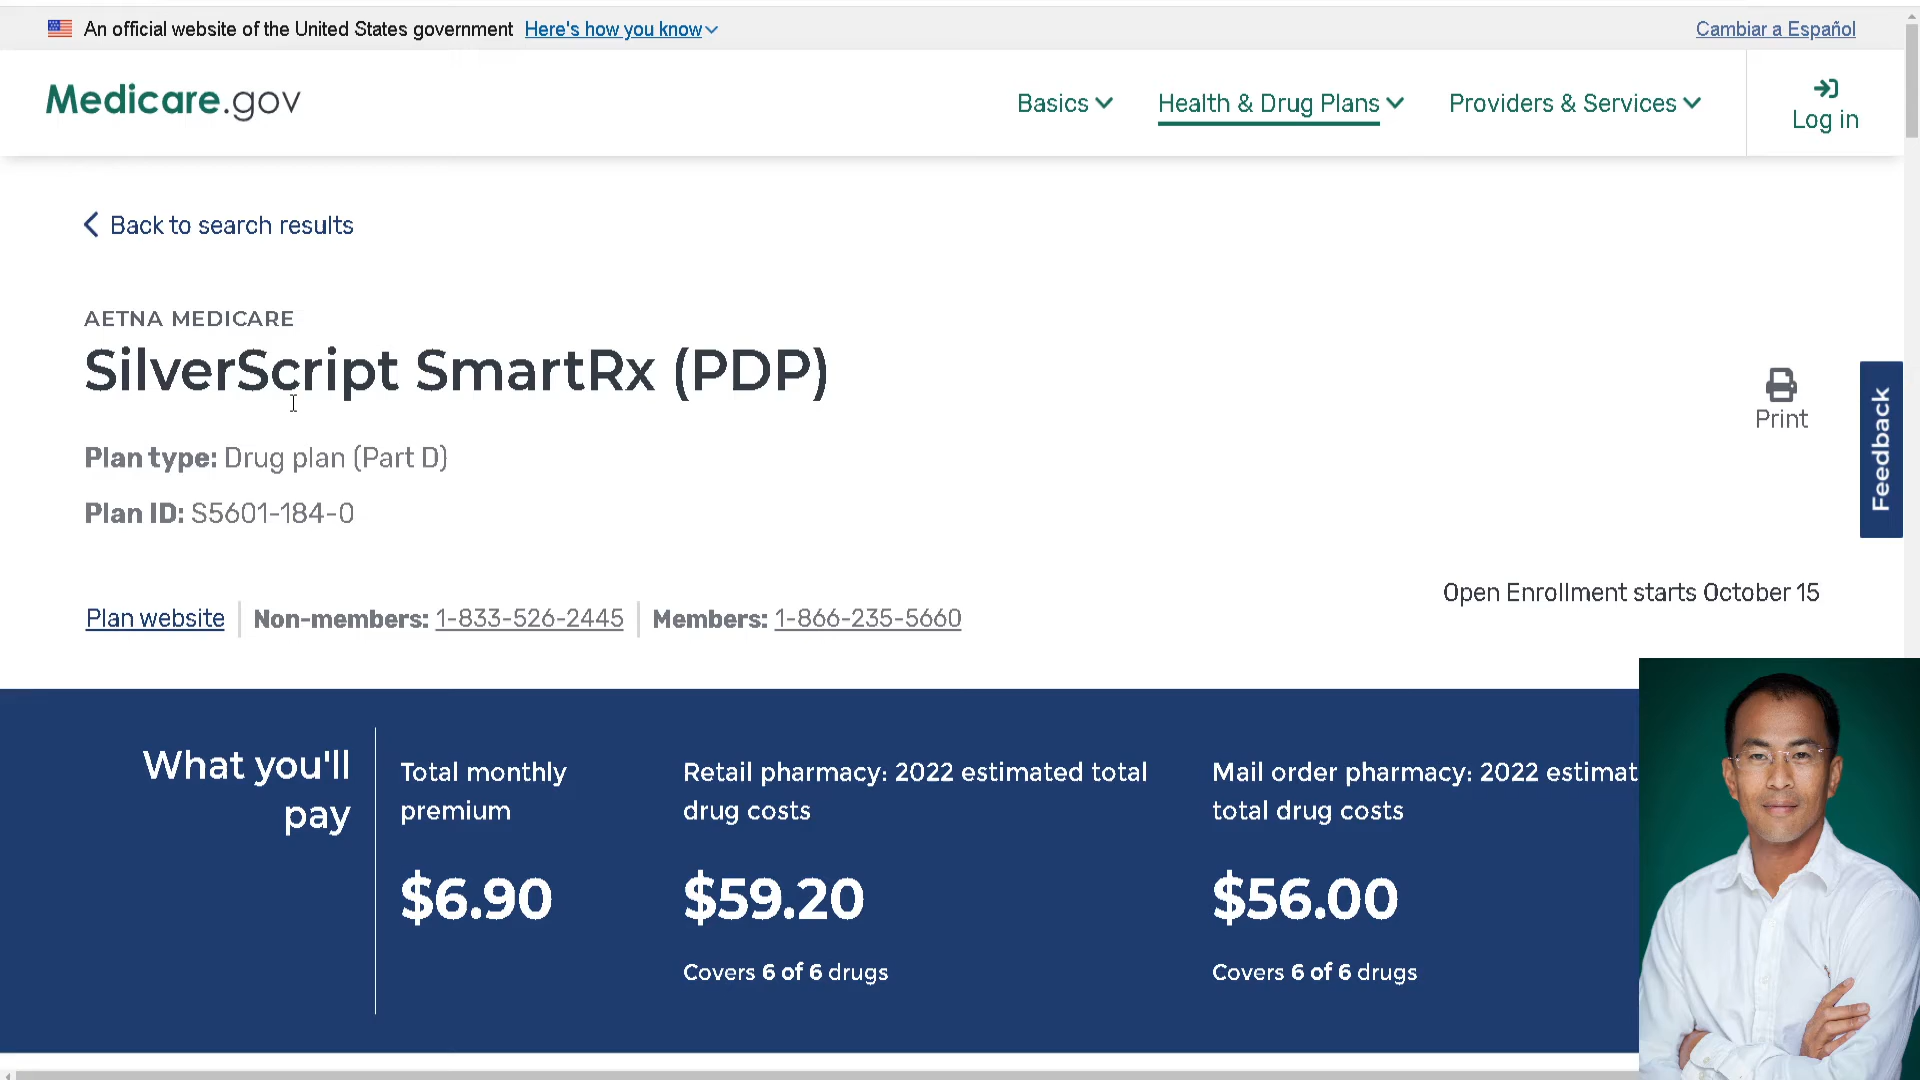 An official website of the United States government Here's how you know
Cambiar a Español
Medicare.gov
Basics
Health & Drug Plans
Providers & Services
Log in
Back to search results
AETNA MEDICARE
SilverScript SmartRx (PDP)
Print
Feedback
Plan type: Drug plan (Part D)
Plan ID: S5601-184-0
Open Enrollment starts October 15
Plan website
Non-members: 1-833-526-2445
Members: 1-866-235-5660
What you'll
pay
Total monthly
premium
$6.90
Retail pharmacy: 2022 estimated total
drug costs
$59.20
Covers 6 of 6 drugs
Mail order pharmacy: 2022 estimat
total drug costs
$56.00
Covers 6 of 6 drugs